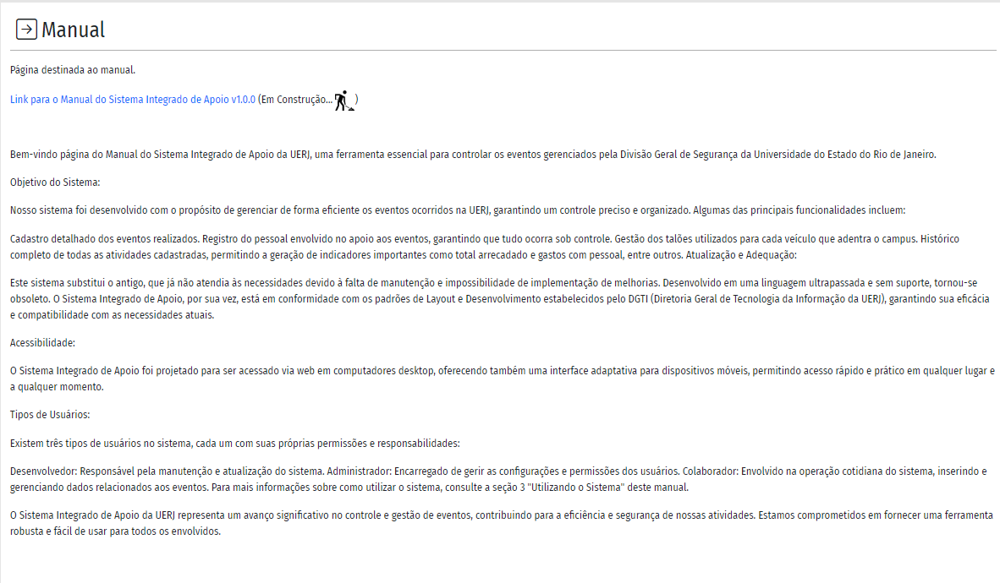 Manual
Página destinada ao manual.
Link para o Manual do Sistema Integrado de Apoio v1.0.0 (Em Construção... )
Bem-vindo página do Manual do Sistema Integrado de Apoio da UERJ, uma ferramenta essencial para controlar os eventos gerenciados pela Divisão Geral de Segurança da Universidade do Estado do Rio de Janeiro.
Objetivo do Sistema:
Nosso sistema foi desenvolvido com o propósito de gerenciar de forma eficiente os eventos ocorridos na UERJ, garantindo um controle preciso e organizado. Algumas das principais funcionalidades incluem:
Cadastro detalhado dos eventos realizados. Registro do pessoal envolvido no apoio aos eventos, garantindo que tudo ocorra sob controle. Gestão dos talões utilizados para cada veículo que adentra o campus. Histórico
completo de todas as atividades cadastradas, permitindo a geração de indicadores importantes como total arrecadado e gastos com pessoal, entre outros. Atualização e Adequação:
Este sistema substitui o antigo, que já não atendia às necessidades devido à falta de manutenção e impossibilidade de implementação de melhorias. Desenvolvido em uma linguagem ultrapassada e sem suporte, tornou-se
obsoleto. O Sistema Integrado de Apoio, por sua vez, está em conformidade com os padrões de Layout e Desenvolvimento estabelecidos pelo DGTI (Diretoria Geral de Tecnologia da Informação da UERJ), garantindo sua eficácia
e compatibilidade com as necessidades atuais.
Acessibilidade:
O Sistema Integrado de Apoio foi projetado para ser acessado via web em computadores desktop, oferecendo também uma interface adaptativa para dispositivos móveis, permitindo acesso rápido e prático em qualquer lugar e
a qualquer momento.
Tipos de Usuários:
Existem três tipos de usuários no sistema, cada um com suas próprias permissões e responsabilidades:
Desenvolvedor: Responsável pela manutenção e atualização do sistema. Administrador: Encarregado de gerir as configurações e permissões dos usuários. Colaborador: Envolvido na operação cotidiana do sistema, inserindo e
gerenciando dados relacionados aos eventos. Para mais informações sobre como utilizar o sistema, consulte a seção 3 "Utilizando o Sistema" deste manual.
O Sistema Integrado de Apoio da UERJ representa um avanço significativo no controle e gestão de eventos, contribuindo para a eficiência e segurança de nossas atividades. Estamos comprometidos em fornecer uma ferramenta
robusta e fácil de usar para todos os envolvidos.